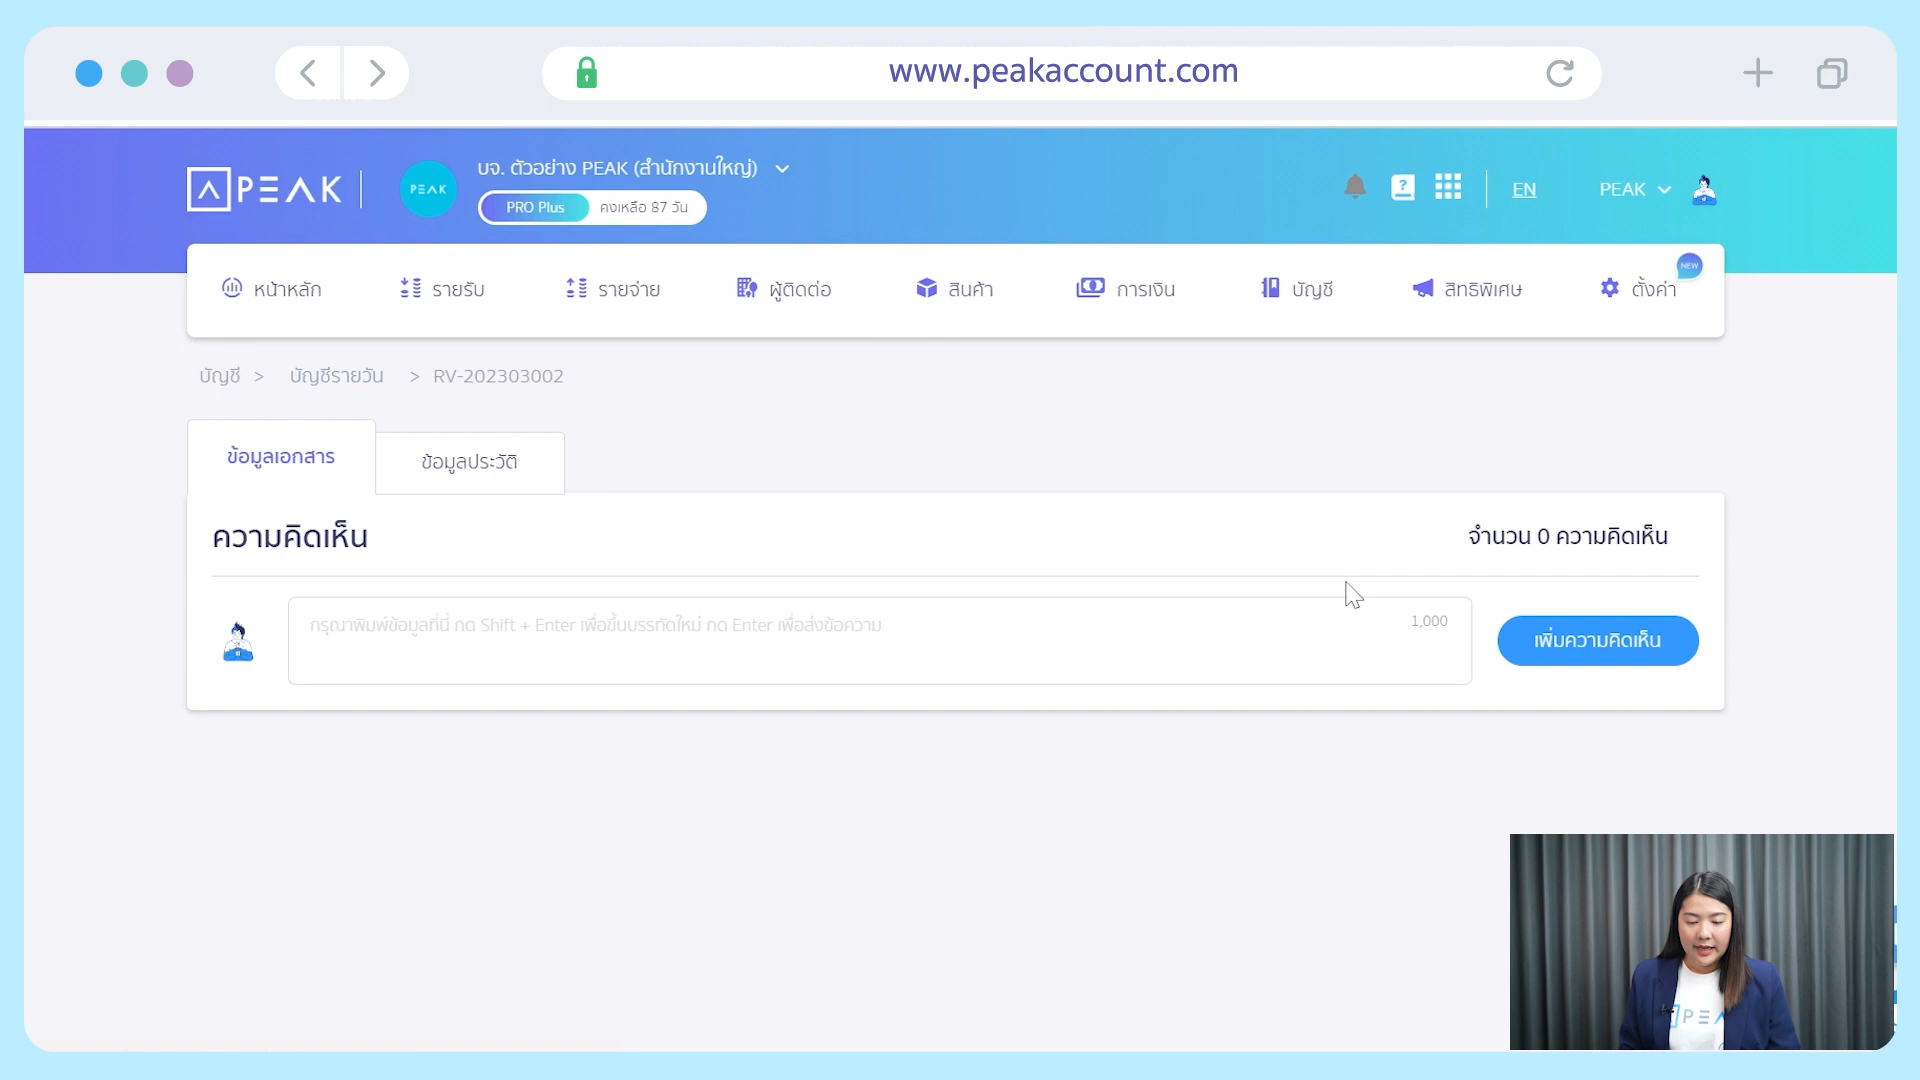 www.peakaccount.com
PEAK
PEAK
บจ. ตัวอย่าง PEAK (สำนักงานใหญ่)
PRO Plus คงเหลือ 87 วัน
EN
PEAK
หน้าหลัก
รายรับ
รายจ่าย
ผู้ติดต่อ
สินค้า
การเงิน
บัญชี
สิทธิพิเศษ
ตั้งค่า
NEW
บัญชี > บัญชีรายวัน > RV-202303002
ข้อมูลเอกสาร
ข้อมูลประวัติ
ความคิดเห็น
จำนวน 0 ความคิดเห็น
กรุณาพิมพ์ข้อมูลที่นี่ กด Shift + Enter เพื่อขึ้นบรรทัดใหม่ กด Enter เพื่อส่งข้อความ
1,000
เพิ่มความคิดเห็น